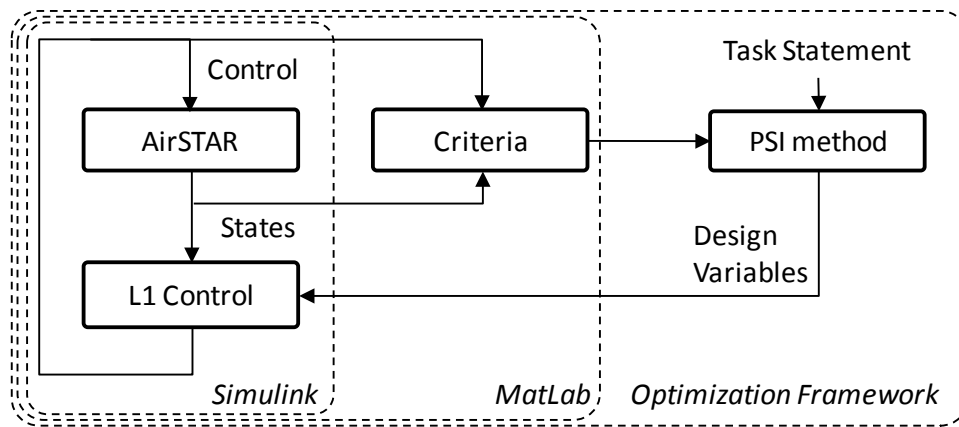 Task Statement
Control
AirSTAR
Criteria
PSI method
States
Design
Variables
L1 Control
Simulink
MatLab
Optimization Framework